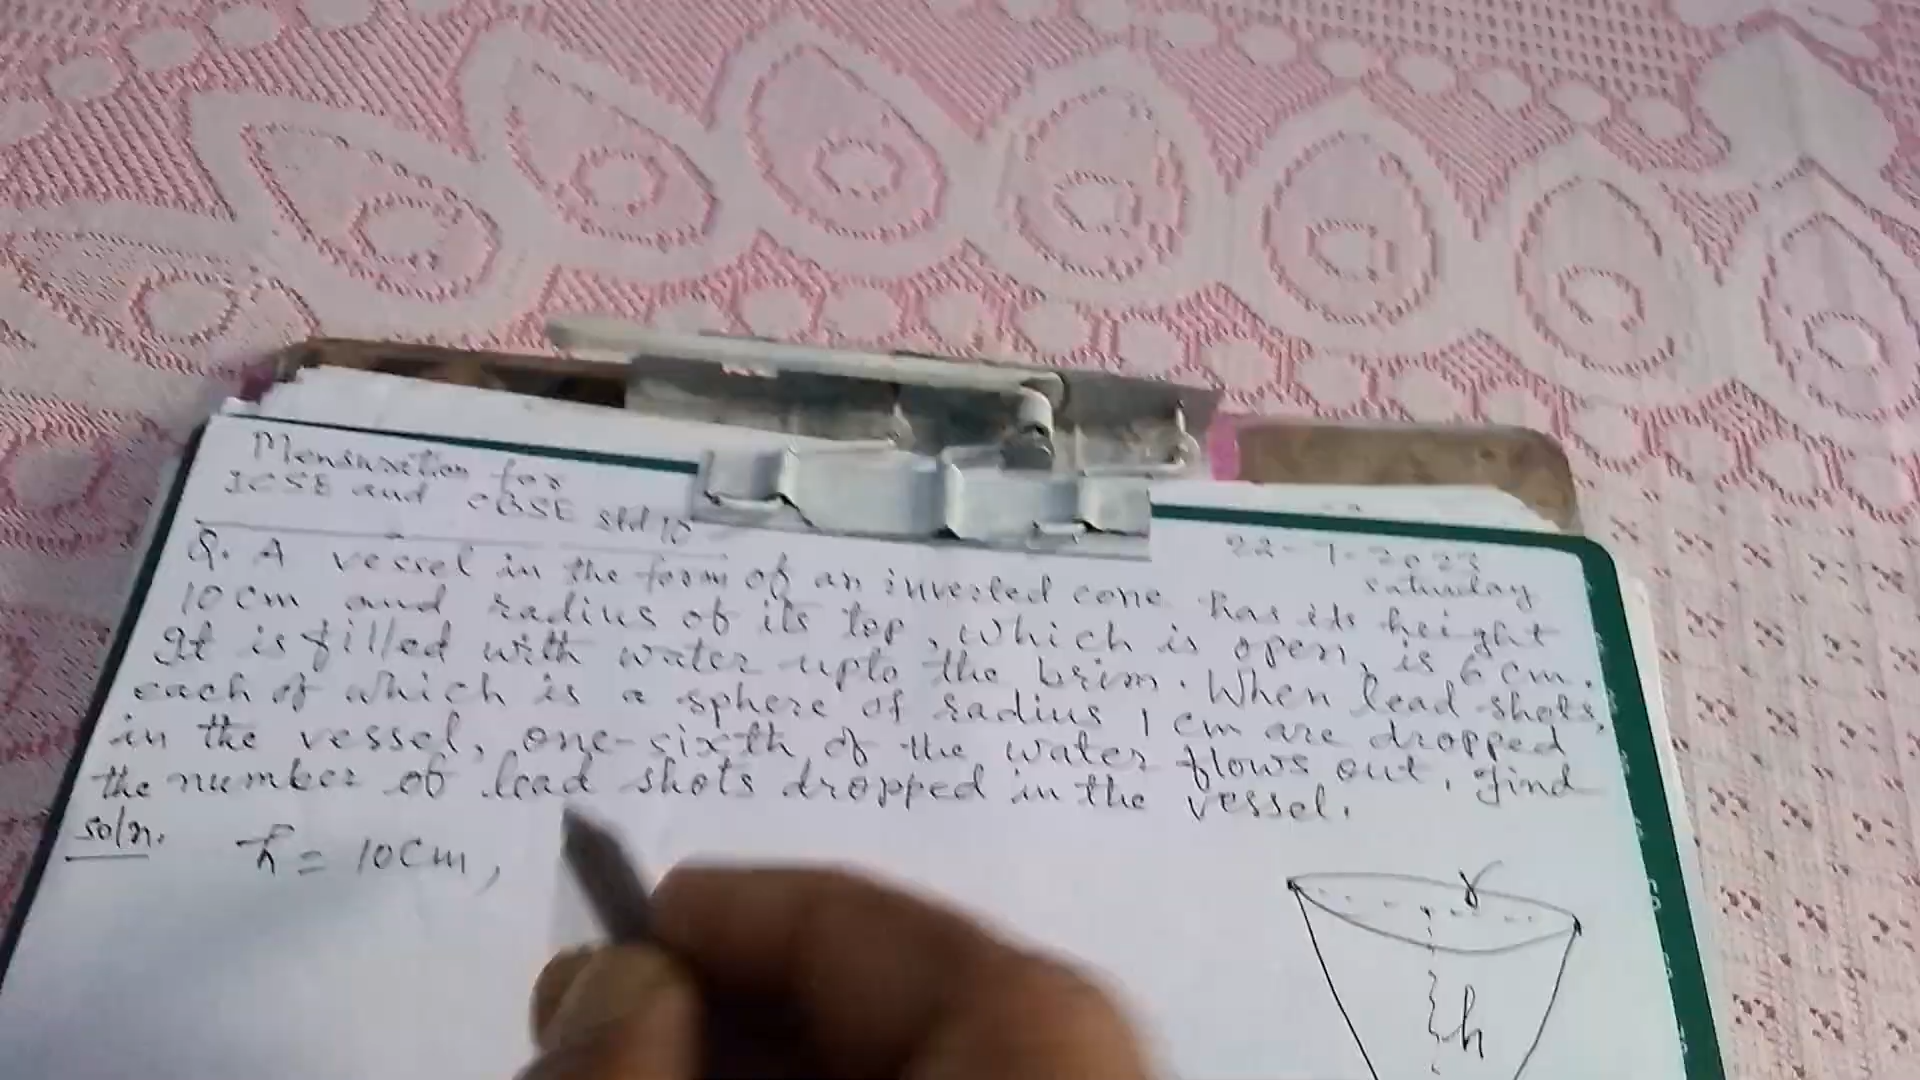 Mensuration for
ICSE and CBSE std 10
22-7-2023
saturday
Q. A vessel in the form of an inverted cone has its height
10 cm and radius of its top, which is open, is 6 cm.
It is filled with water upto the brim. When lead shots,
each of which is a sphere of radius 1 cm are dropped
in the vessel, one-sixth of the water flows out, find
the number of lead shots dropped in the vessel.
soln. h = 10 cm,
r
h